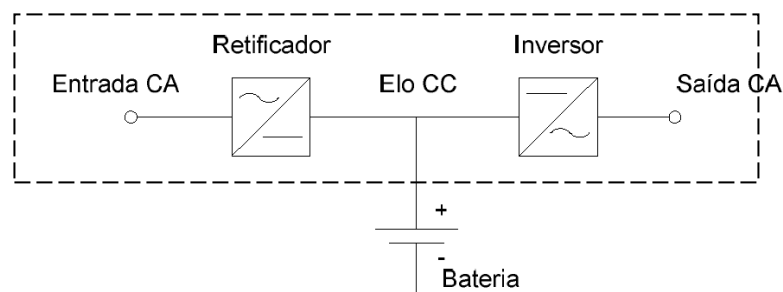 Retificador
Inversor
Entrada CA
Elo CC
Saída CA
+
-
Bateria